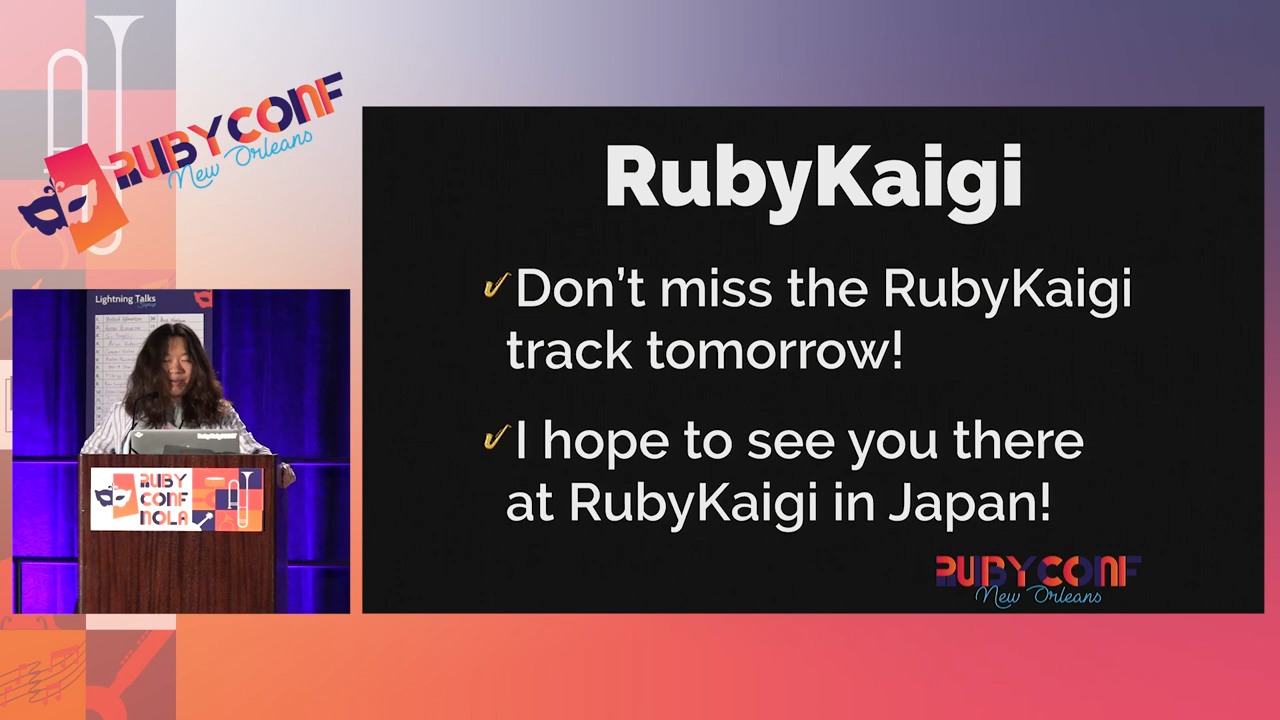 RUBYCONF
New Orleans
Lightning Talks
RUBY
CONF
NOLA
RubyKaigi
Don't miss the RubyKaigi
track tomorrow!
I hope to see you there
at RubyKaigi in Japan!
RUBYCONF
New Orleans